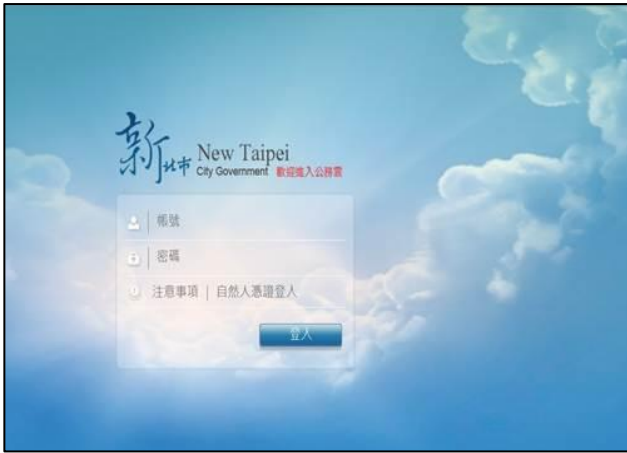 新北市 New Taipei
City Government 歡迎進入公務雲
帳號
密碼
注意事項 | 自然人憑證登入
登入